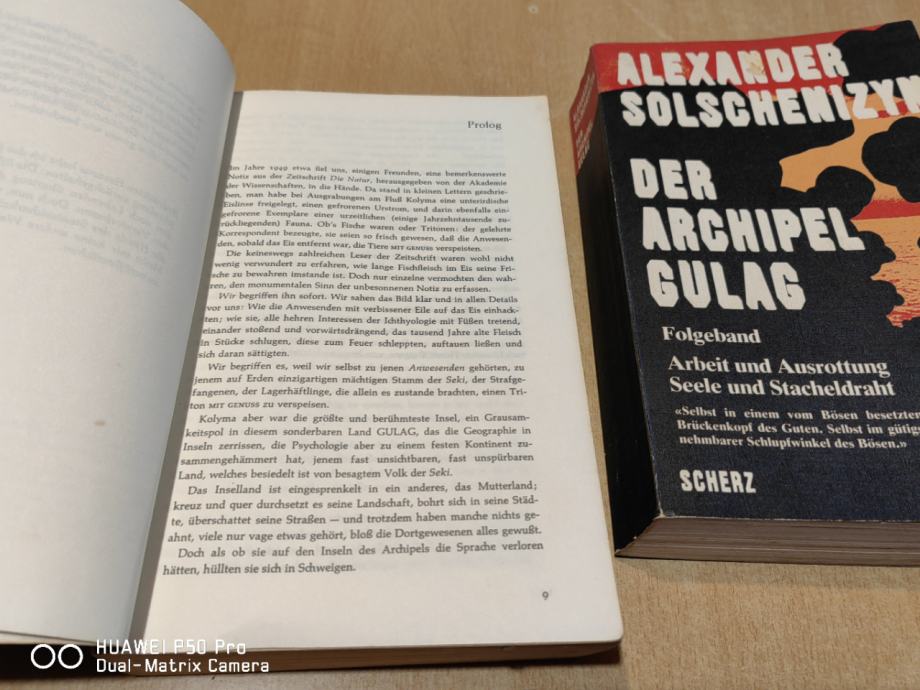 Prolog
Im Jahre 1949 etwa fiel uns, einigen Freunden, eine bemerkenswerte
Notiz aus der Zeitschrift Die Natur, herausgegeben von der Akademie
der Wissenschaften, in die Hände. Da stand in kleinen Lettern geschrie-
ben, man habe bei Ausgrabungen am Fluß Kolyma eine unterirdische
Eislinse freigelegt, einen gefrorenen Urstrom, und darin ebenfalls ein-
gefrorene Exemplare einer urzeitlichen (einige Jahrzehntausende zu-
rückliegenden) Fauna. Ob's Fische waren oder Tritonen: der gelehrte
Korrespondent bezeugte, sie seien so frisch gewesen, daß die Anwesen-
den, sobald das Eis entfernt war, die Tiere MIT GENUSS verspeisten.
Die keineswegs zahlreichen Leser der Zeitschrift waren wohl nicht
wenig verwundert zu erfahren, wie lange Fischfleisch im Eis seine Fri-
sche zu bewahren imstande ist. Doch nur einzelne vermochten den wah-
ren, den monumentalen Sinn der unbesonnenen Notiz zu erfassen.
Wir begriffen ihn sofort. Wir sahen das Bild klar und in allen Details
vor uns: Wie die Anwesenden mit verbissener Eile auf das Eis einhack-
ten; wie sie, alle hehren Interessen der Ichthyologie mit Füßen tretend,
einander stoßend und vorwärtsdrängend, das tausend Jahre alte Fleisch
in Stücke schlugen, diese zum Feuer schleppten, auftauen ließen und
sich daran sättigten.
Wir begriffen es, weil wir selbst zu jenen Anwesenden gehörten, zu
jenem auf Erden einzigartigen mächtigen Stamm der Seki, der Strafge-
fangenen, der Lagerhäftlinge, die allein es zustande brachten, einen Tri-
ton MIT GENUSS zu verspeisen.
Kolyma aber war die größte und berühmteste Insel, ein Grausam-
keitspol in diesem sonderbaren Land GULAG, das die Geographie in
Inseln zerrissen, die Psychologie aber zu einem festen Kontinent zu-
sammengehämmert hat, jenem fast unsichtbaren, fast unspürbaren
Land, welches besiedelt ist von besagtem Volk der Seki.
Das Inselland ist eingesprenkelt in ein anderes, das Mutterland;
kreuz und quer durchsetzt es seine Landschaft, bohrt sich in seine Städ-
te, überschattet seine Straßen — und trotzdem haben manche nichts ge-
ahnt, viele nur vage etwas gehört, bloß die Dortgewesenen alles gewußt.
Doch als ob sie auf den Inseln des Archipels die Sprache verloren
hätten, hüllten sie sich in Schweigen.
9
ALEXANDER
SOLSCHENIZYN
DER
ARCHIPEL
GULAG
Folgeband
Arbeit und Ausrottung
Seele und Stacheldraht
«Selbst in einem vom Bösen besetzte
Brückenkopf des Guten. Selbst im gütig
nehmbarer Schlupfwinkel des Bösen.»
SCHERZ
HUAWEI P50 Pro
Dual-Matrix Camera